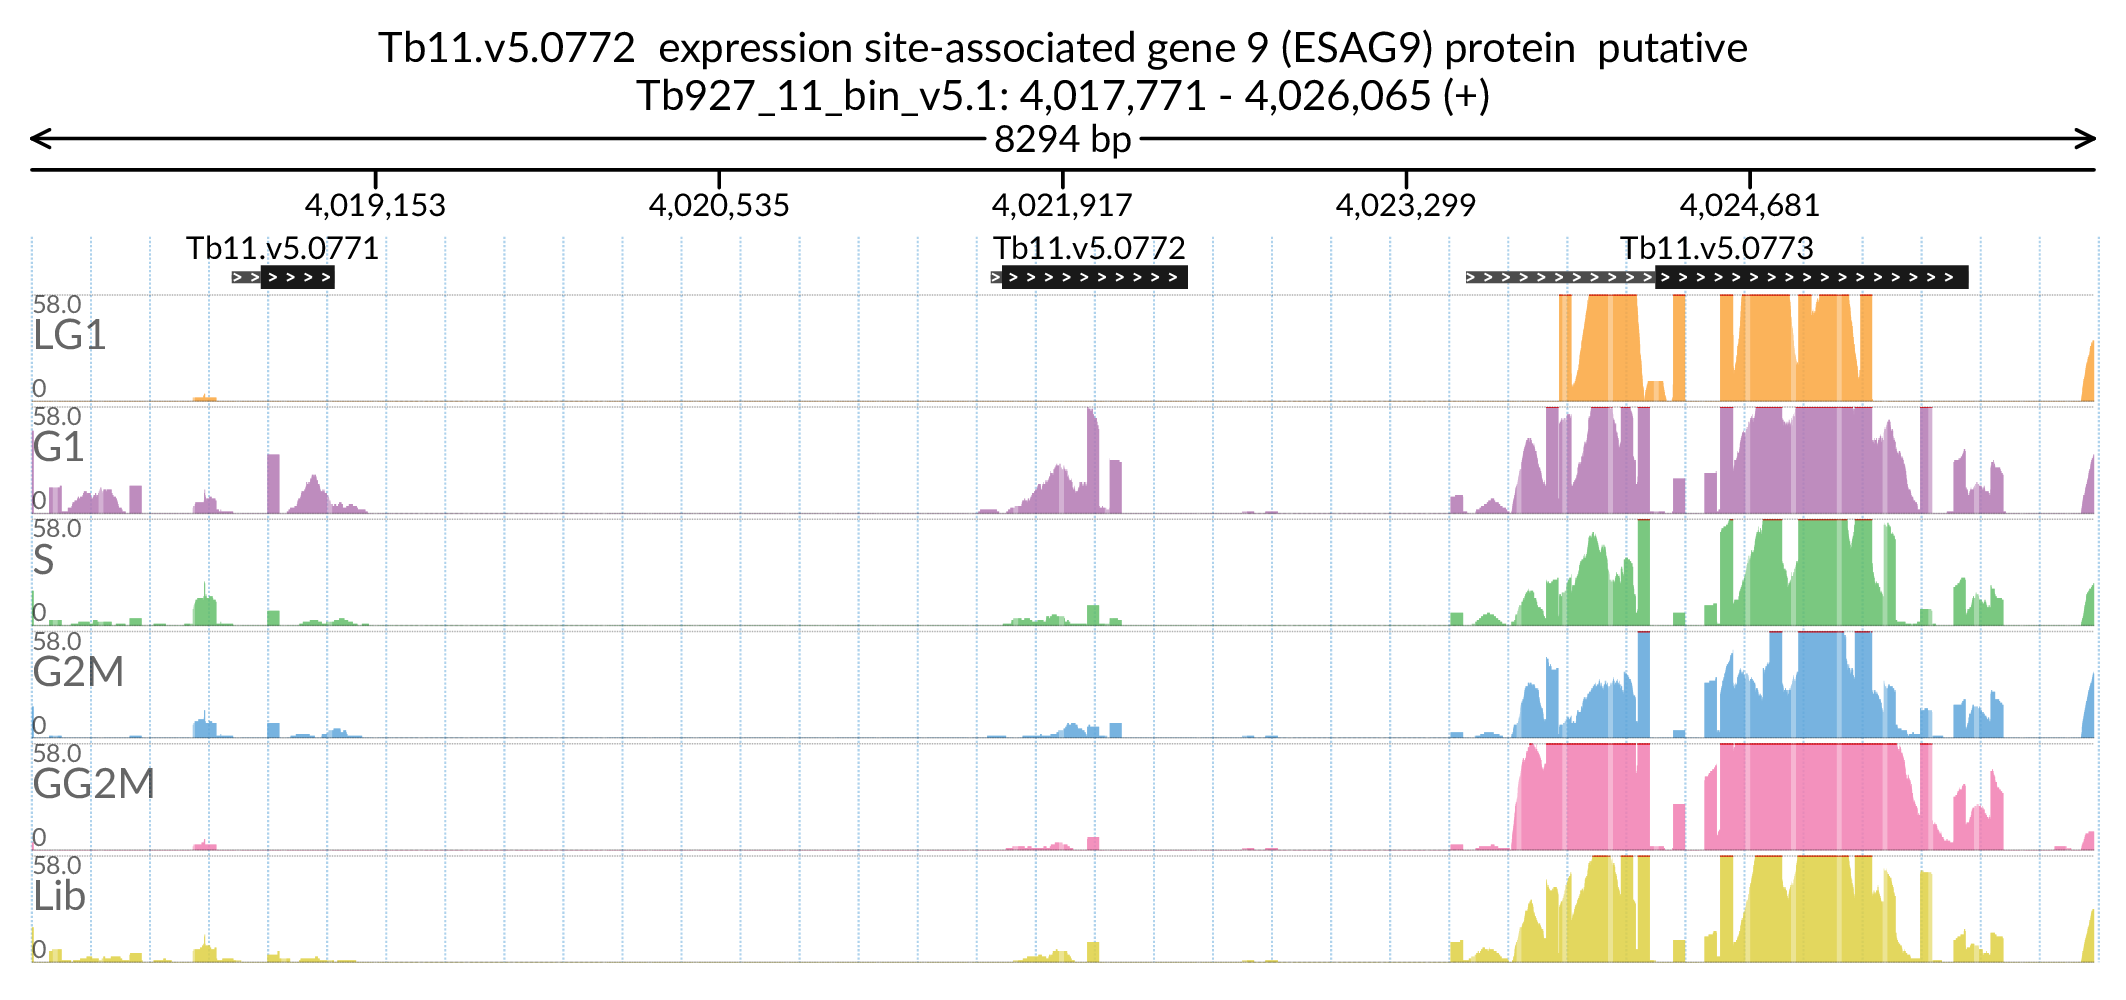 Tb11.v5.0772  expression site-associated gene 9 (ESAG9) protein  putative
Tb927_11_bin_v5.1: 4,017,771 - 4,026,065 (+)
8294 bp
4,019,153 4,020,535 4,021,917 4,023,299 4,024,681
Tb11.v5.0771 Tb11.v5.0772 Tb11.v5.0773
58.0
LG1
0
58.0
G1
0
58.0
S
0
58.0
G2M
0
58.0
GG2M
0
58.0
Lib
0